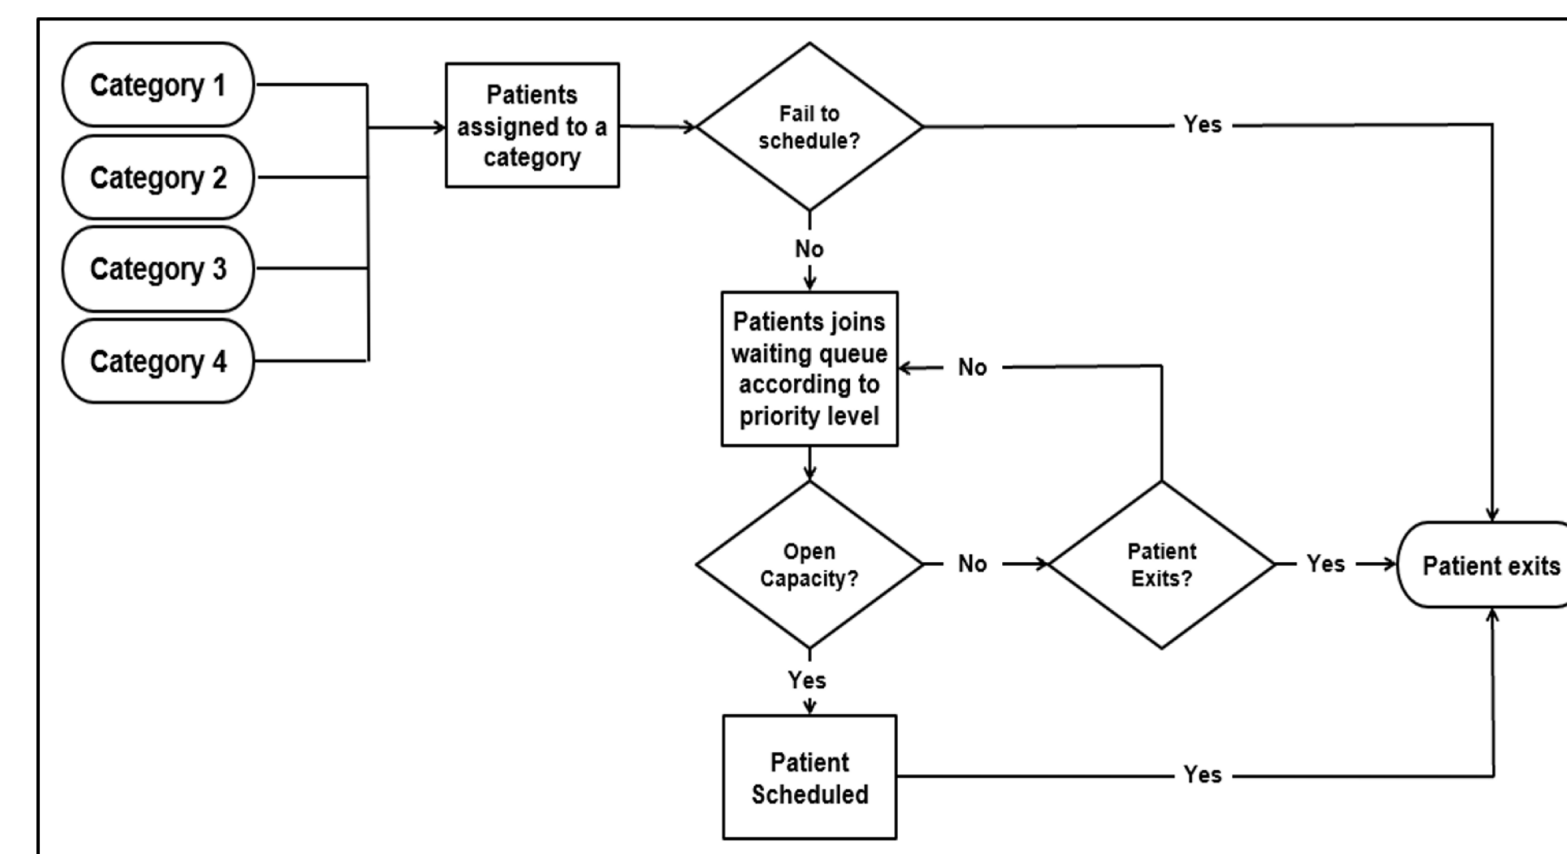 Category 1
Category 2
Category 3
Category 4
Patients
assigned to a
category
Fail to
schedule?
Yes
No
Patients joins
waiting queue
according to
priority level
No
Open
Capacity?
No
Patient
Exits?
Yes
Patient exits
Yes
Patient
Scheduled
Yes